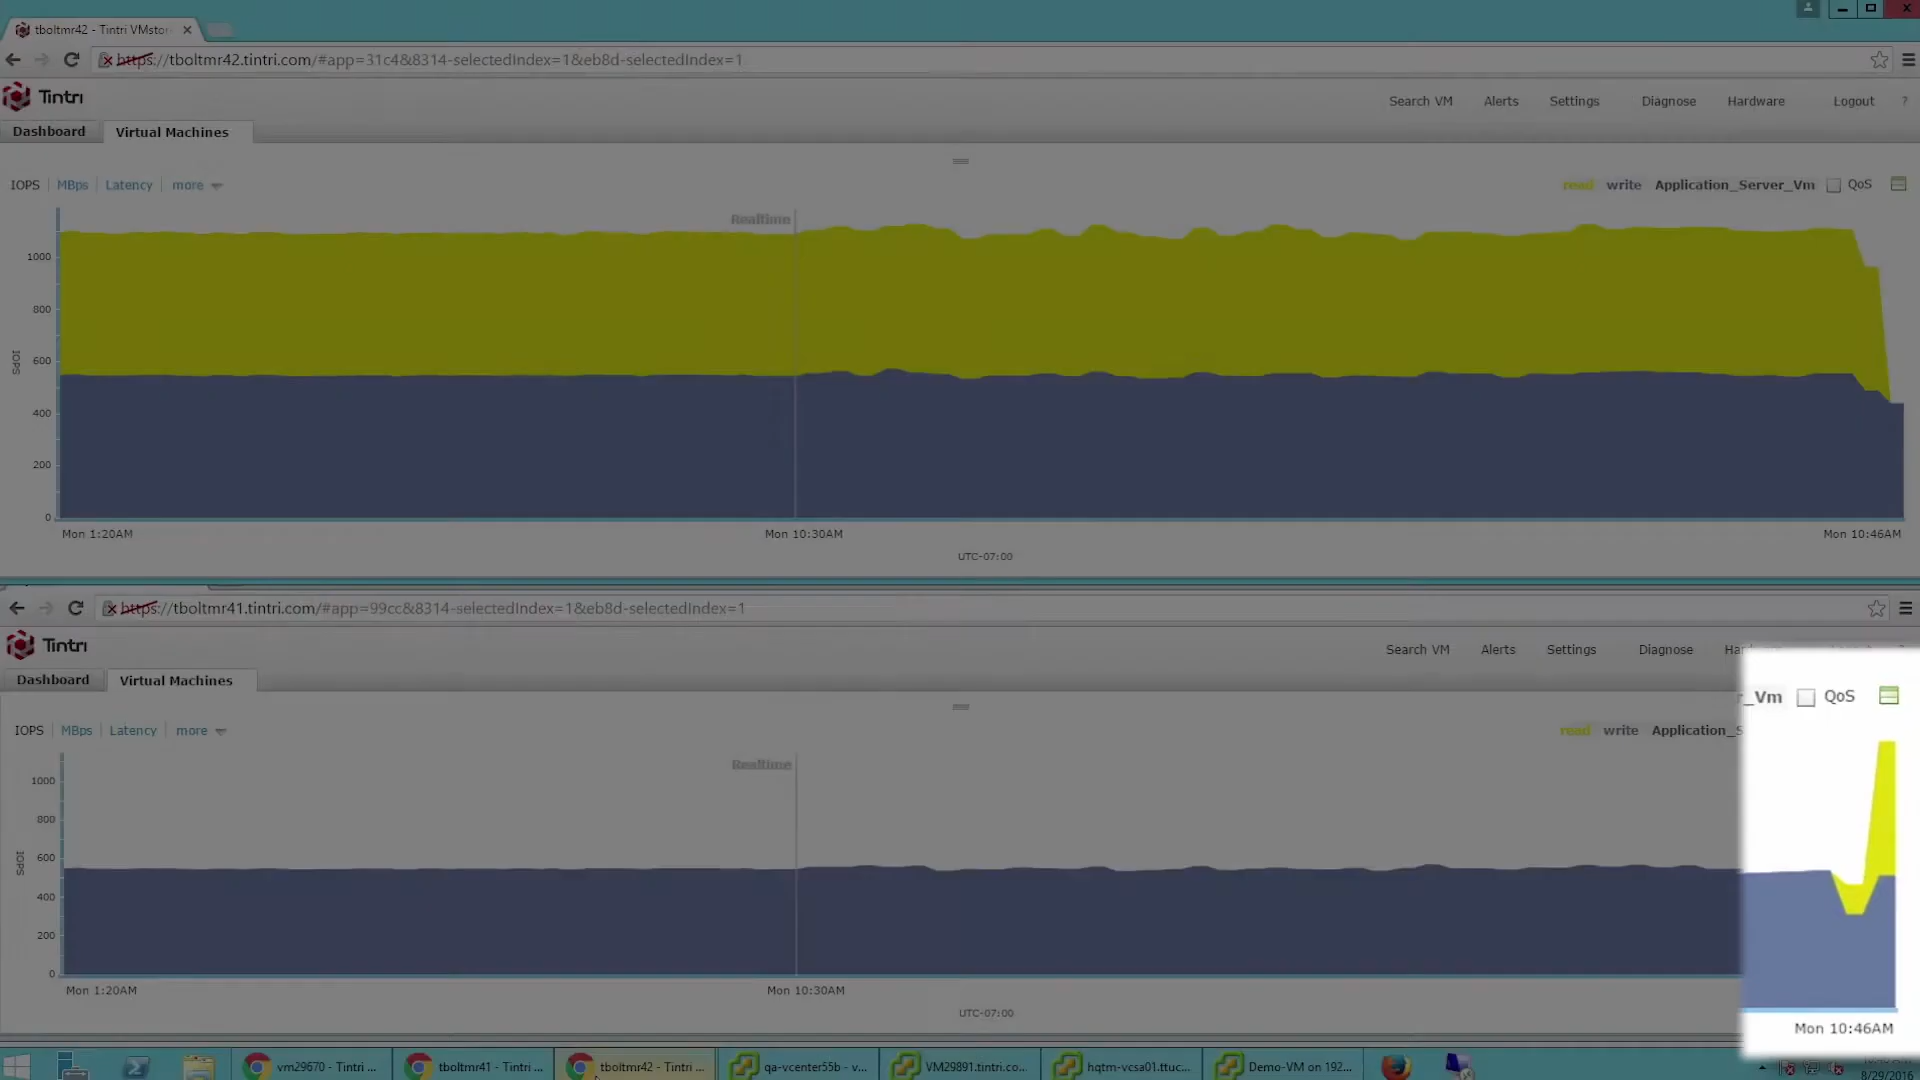 tboltmr42 - Tintri VMstor
https://tboltmr42.tintri.com/#app=31c4&8314-selectedIndex=1&eb8d-selectedIndex=1
Tintri
Search VM Alerts Settings Diagnose Hardware Logout ?
Dashboard Virtual Machines
IOPS MBps Latency more
read write Application_Server_Vm QoS
Realtime
1000
800
600
400
200
0
IOPS
Mon 1:20AM Mon 10:30AM Mon 10:46AM
UTC-07:00
https://tboltmr41.tintri.com/#app=99cc&8314-selectedIndex=1&eb8d-selectedIndex=1
Tintri
Search VM Alerts Settings Diagnose
Dashboard Virtual Machines
IOPS MBps Latency more
read write Application_S r_Vm QoS
Realtime
1000
800
600
400
200
0
IOPS
Mon 1:20AM Mon 10:30AM Mon 10:46AM
UTC-07:00
vm29670 - Tintri ... tboltmr41 - Tintri ... tboltmr42 - Tintri ... qa-vcenter55b - v... VM29891.tintri.co... hqtm-vcsa01.ttuc... Demo-VM on 192...
8/29/2016